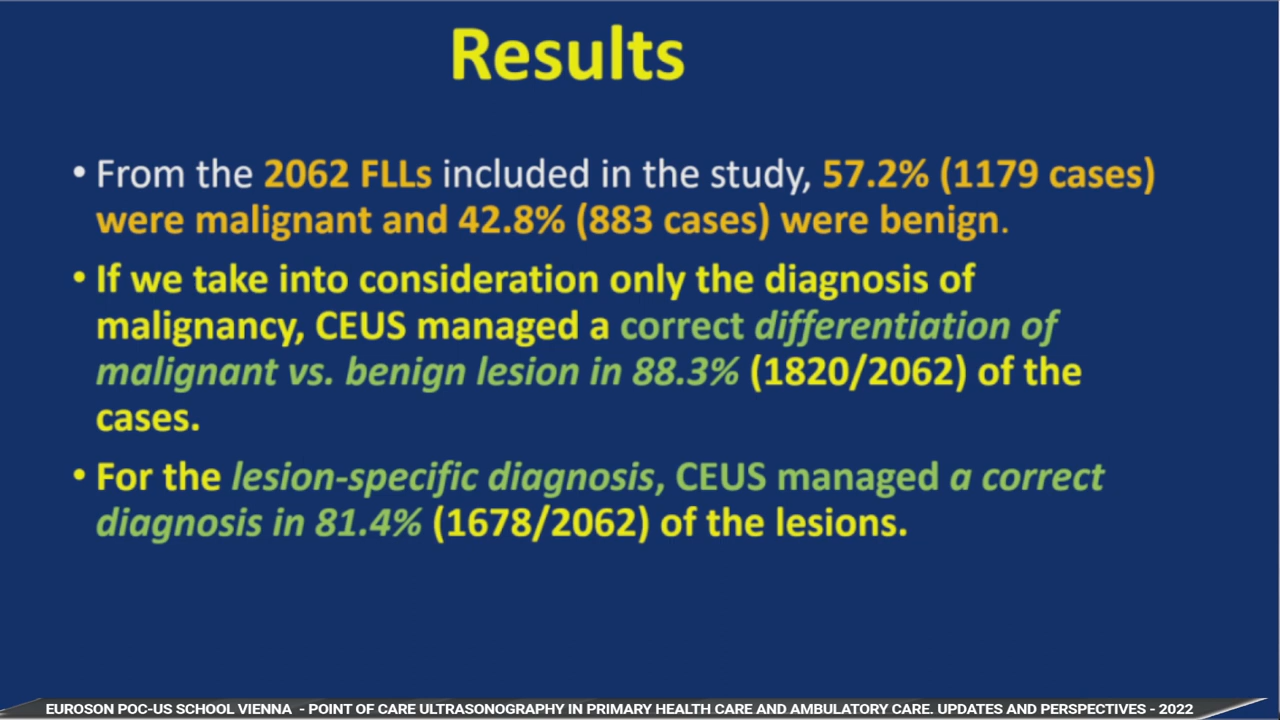 Results
• From the 2062 FLLs included in the study, 57.2% (1179 cases)
were malignant and 42.8% (883 cases) were benign.
• If we take into consideration only the diagnosis of
malignancy, CEUS managed a correct differentiation of
malignant vs. benign lesion in 88.3% (1820/2062) of the
cases.
• For the lesion-specific diagnosis, CEUS managed a correct
diagnosis in 81.4% (1678/2062) of the lesions.
EUROSON POC-US SCHOOL VIENNA - POINT OF CARE ULTRASONOGRAPHY IN PRIMARY HEALTH CARE AND AMBULATORY CARE. UPDATES AND PERSPECTIVES - 2022